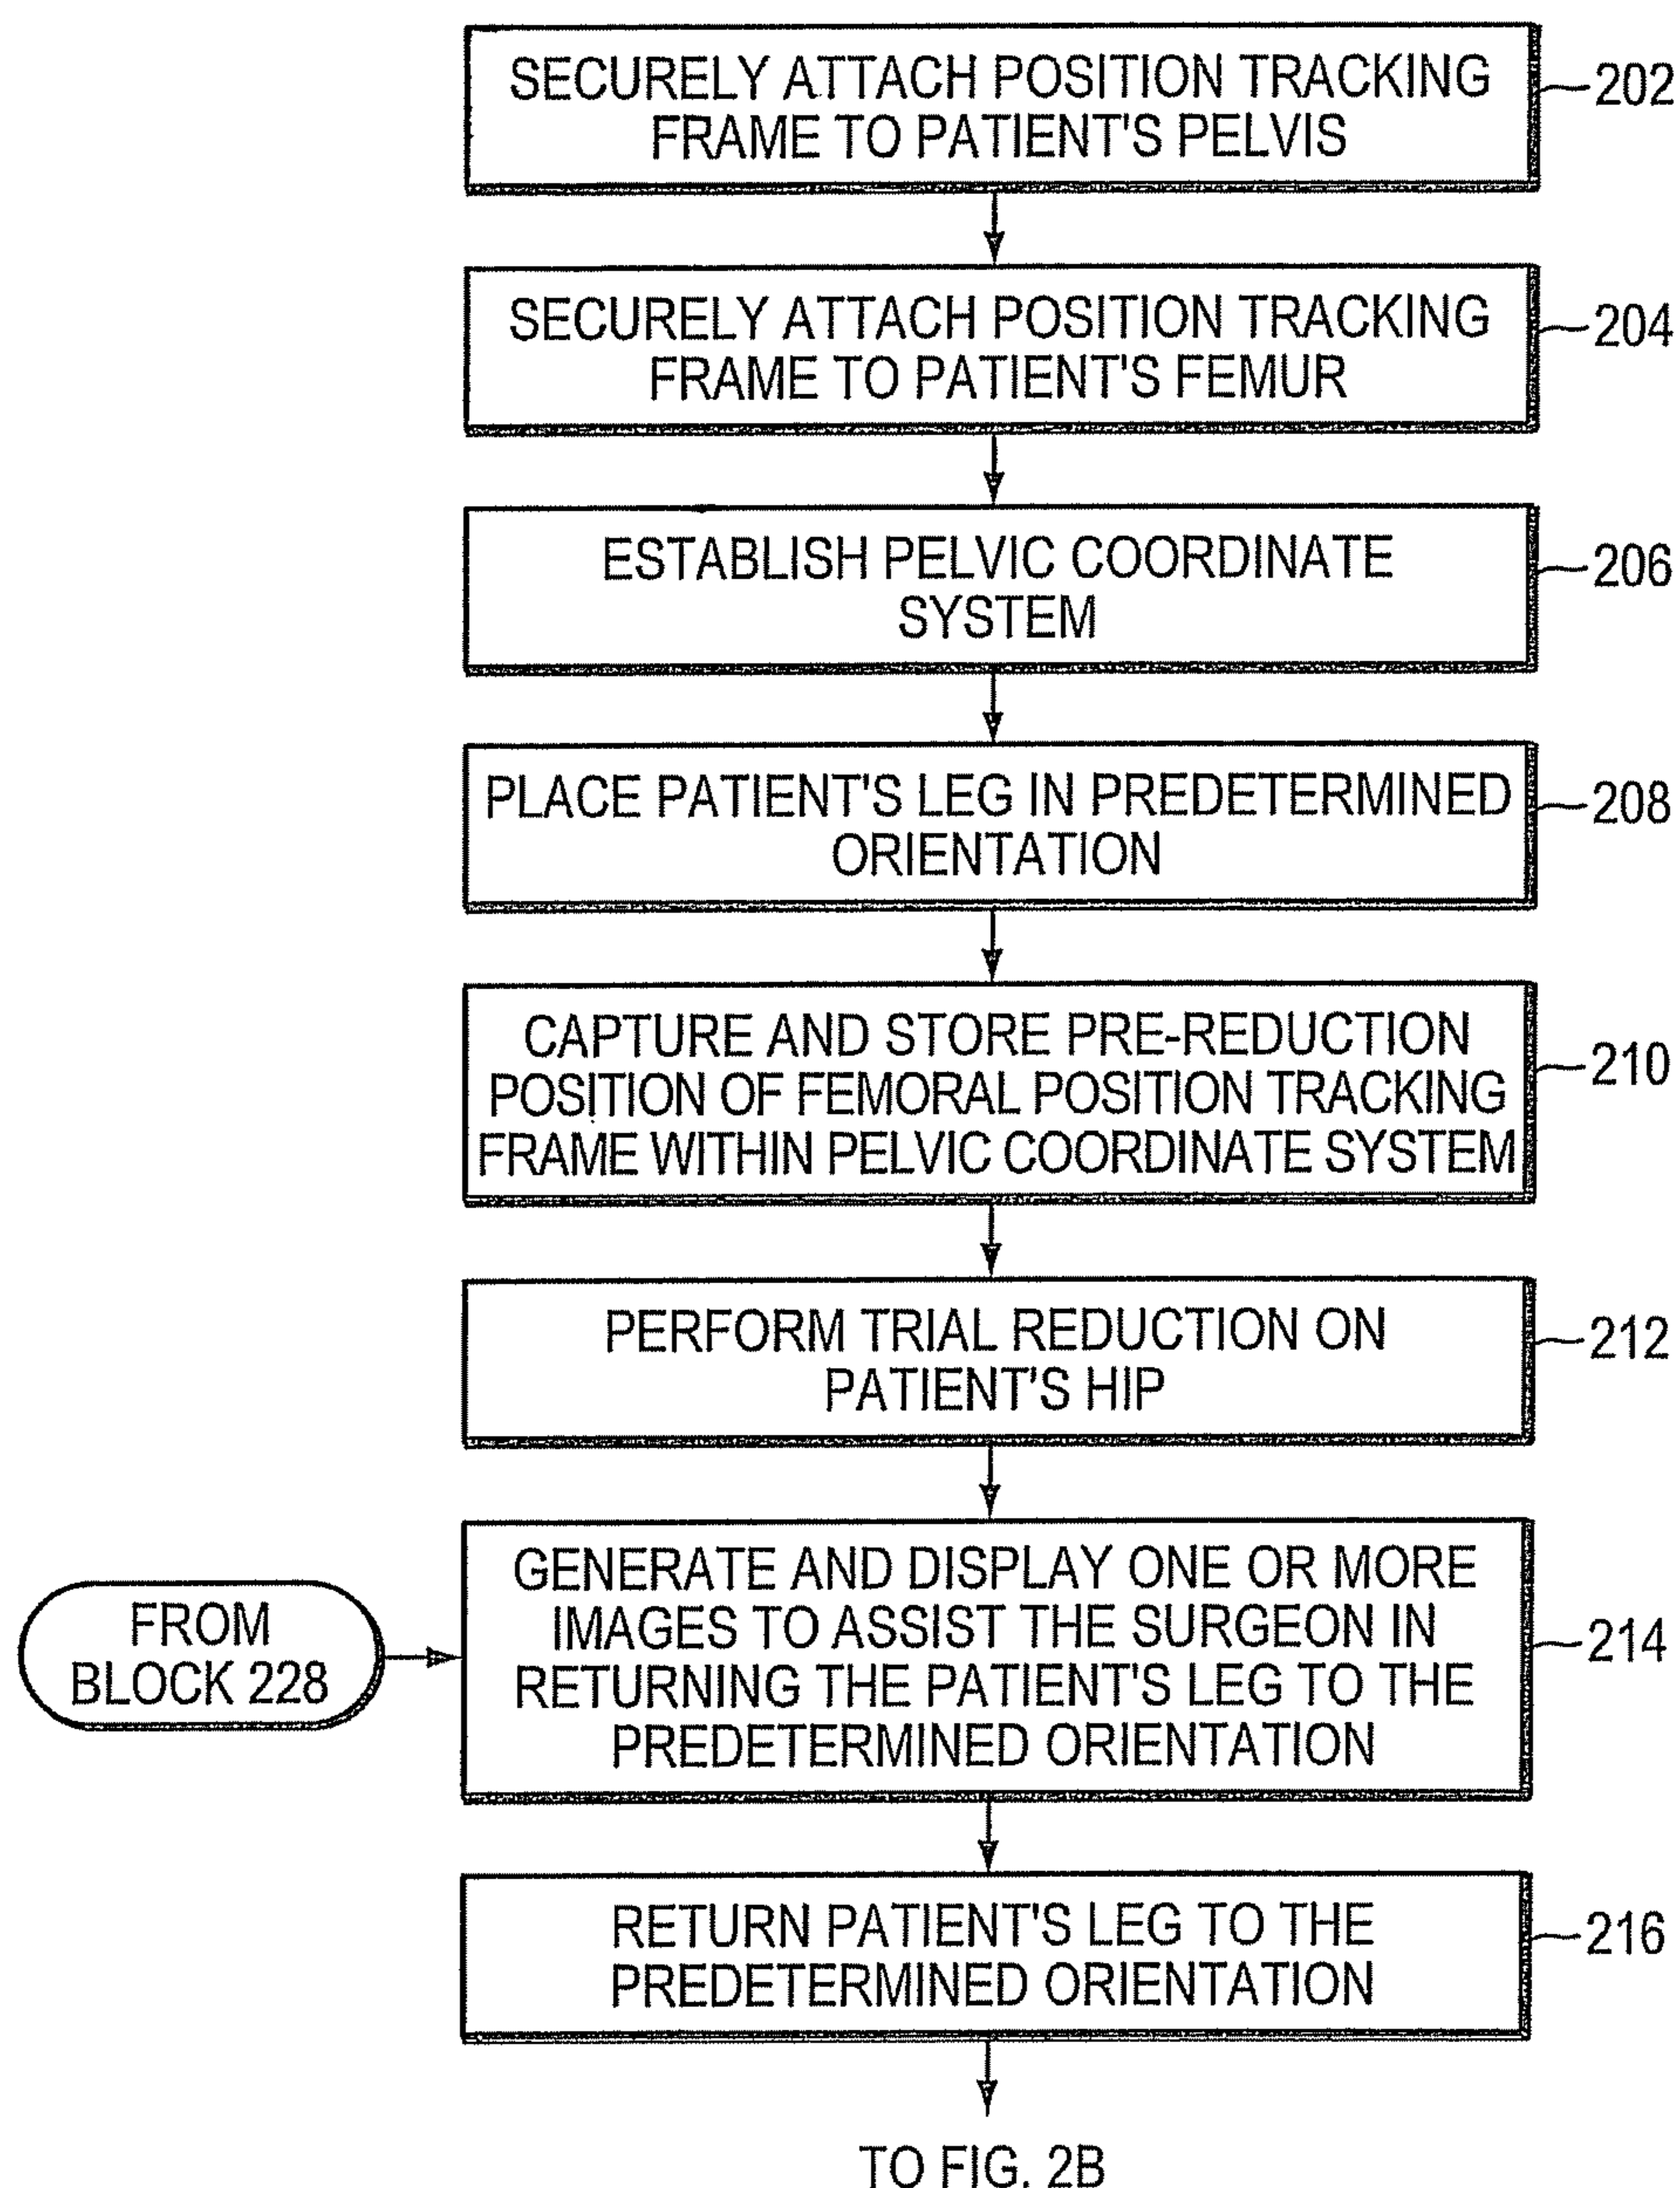 SECURELY ATTACH POSITION TRACKING
FRAME TO PATIENT'S PELVIS
202
SECURELY ATTACH POSITION TRACKING
FRAME TO PATIENT'S FEMUR
204
ESTABLISH PELVIC COORDINATE
SYSTEM
206
PLACE PATIENT'S LEG IN PREDETERMINED
ORIENTATION
208
CAPTURE AND STORE PRE-REDUCTION
POSITION OF FEMORAL POSITION TRACKING
FRAME WITHIN PELVIC COORDINATE SYSTEM
210
PERFORM TRIAL REDUCTION ON
PATIENT'S HIP
212
FROM
BLOCK 228
GENERATE AND DISPLAY ONE OR MORE
IMAGES TO ASSIST THE SURGEON IN
RETURNING THE PATIENT'S LEG TO THE
PREDETERMINED ORIENTATION
214
RETURN PATIENT'S LEG TO THE
PREDETERMINED ORIENTATION
216
TO FIG. 2B